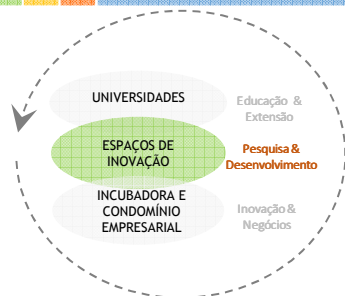 UNIVERSIDADES
Educação &
Extensão
ESPAÇOS DE
INOVAÇÃO
Pesquisa &
Desenvolvimento
INCUBADORA E
CONDOMÍNIO
EMPRESARIAL
Inovação &
Negócios